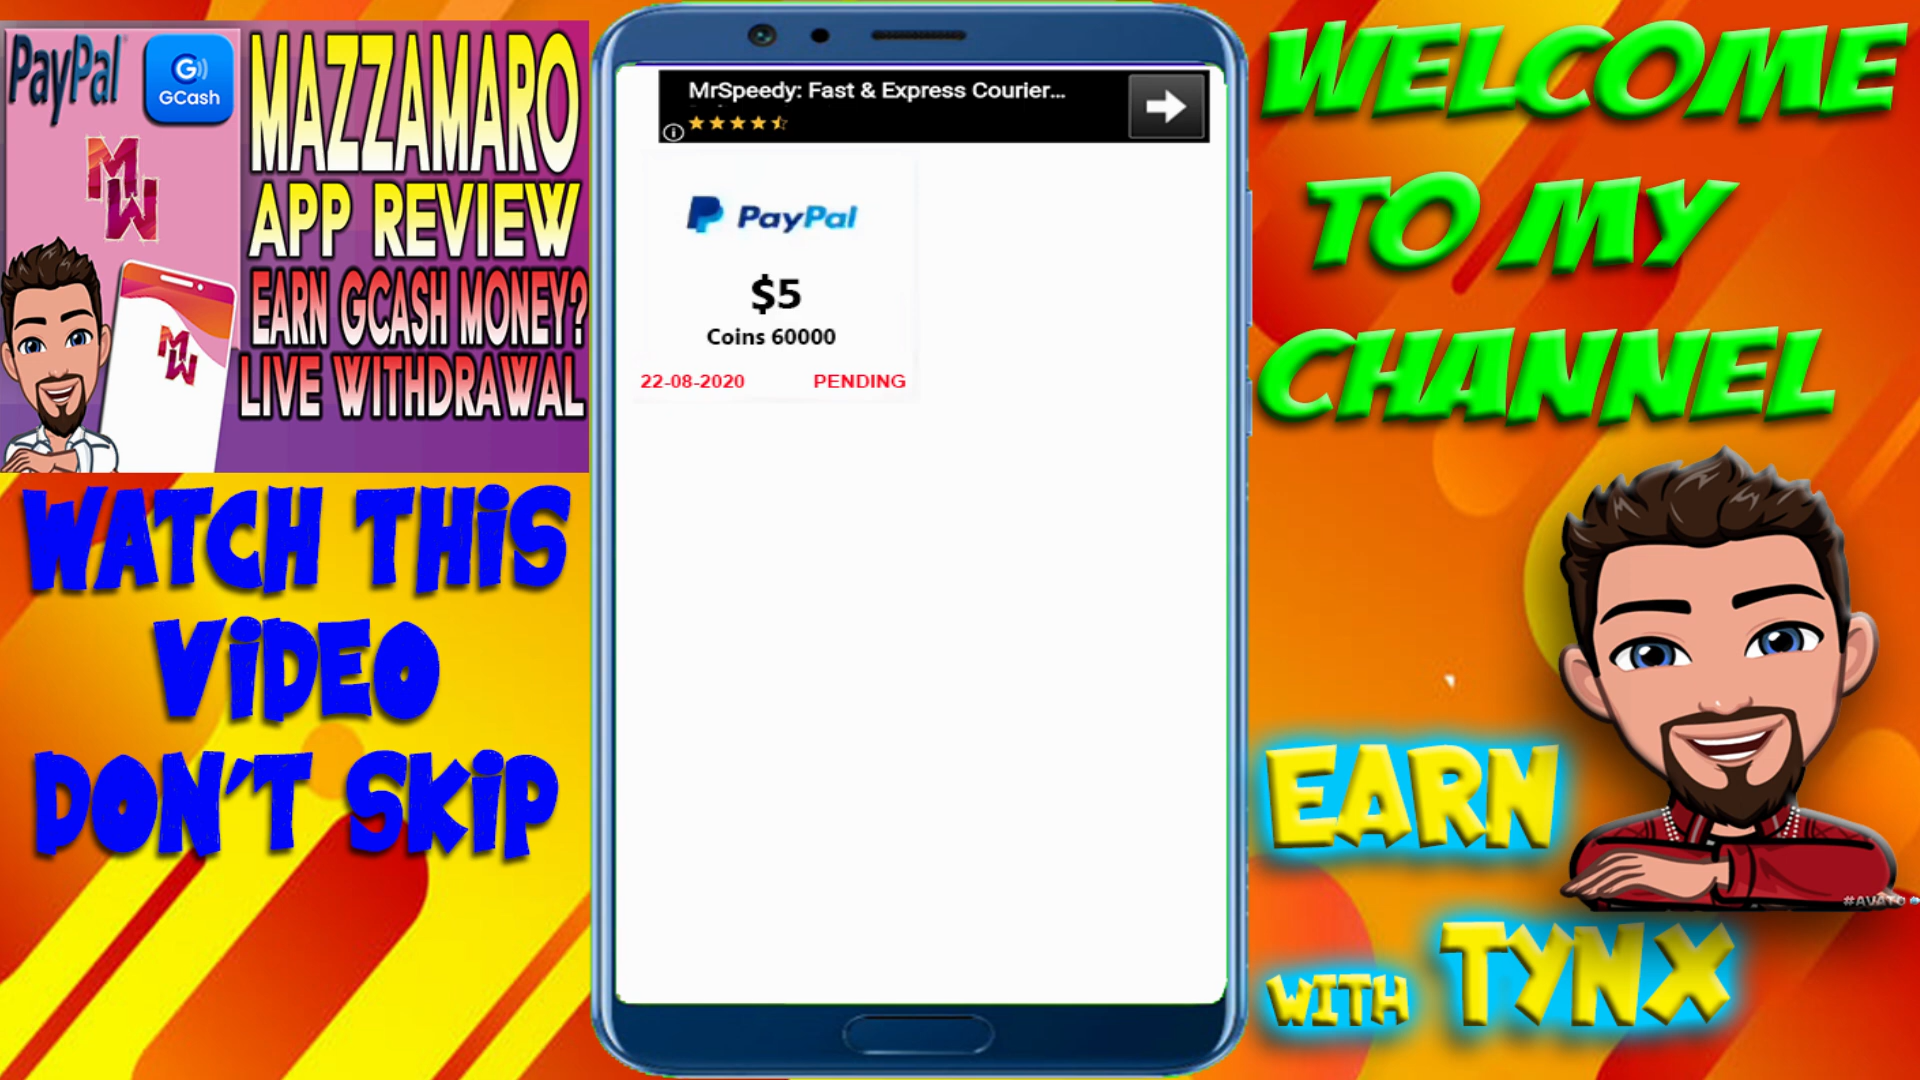 PayPal
GCash
MW
MAZZAMARO
APP REVIEW
EARN GCASH MONEY?
LIVE WITHDRAWAL
MW
WATCH THiS
ViDEO
DON'T SKiP
MrSpeedy: Fast & Express Courier...
PayPal
$5
Coins 60000
22-08-2020 PENDING
WELCOME
TO MY
CHANNEL
EARN
WITH TYNX